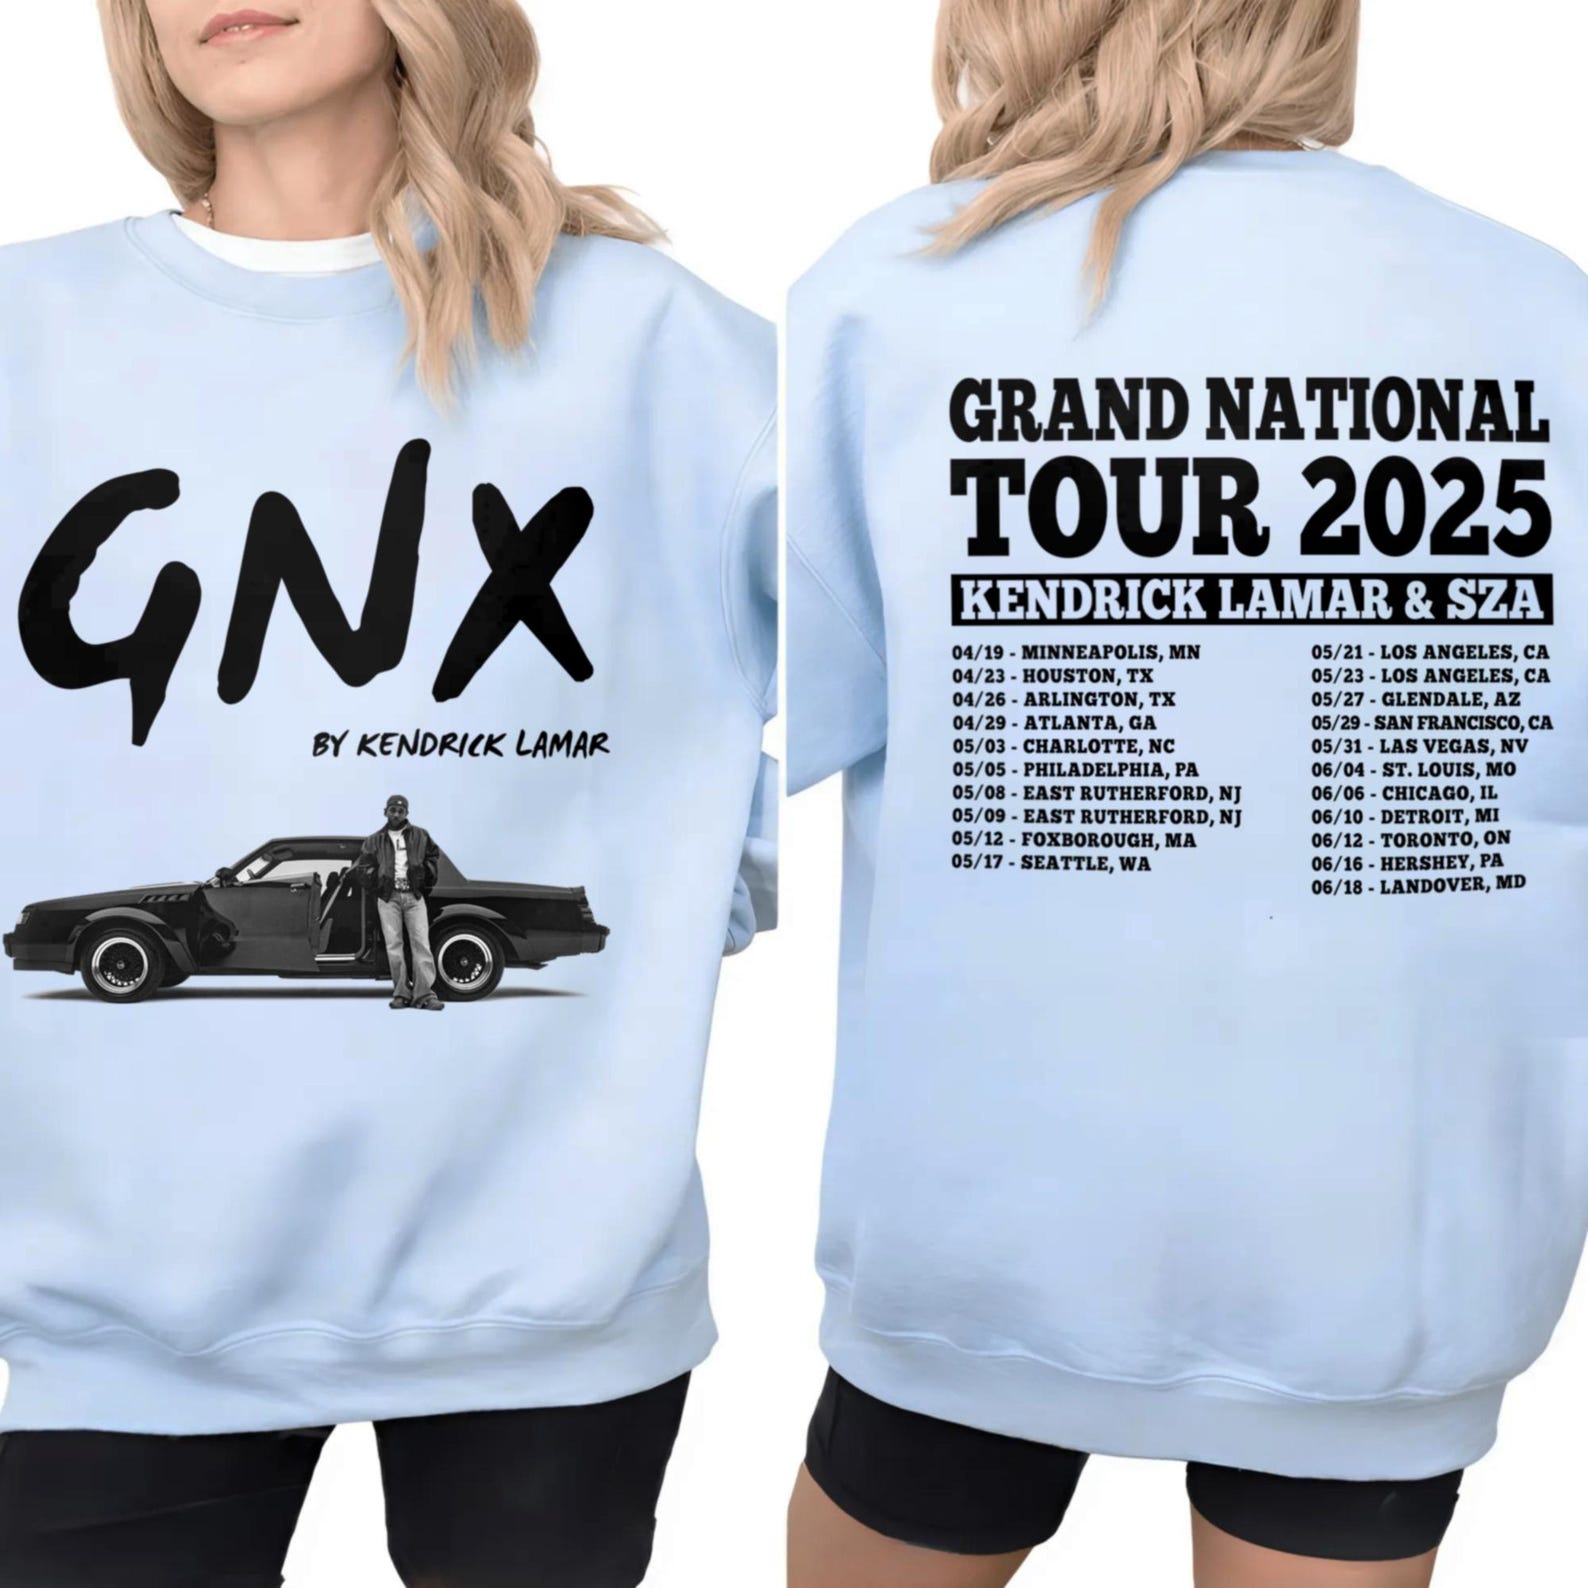 GNX
BY KENDRICK LAMAR
GRAND NATIONAL
TOUR 2025
KENDRICK LAMAR & SZA
04/19 - MINNEAPOLIS, MN
04/23 - HOUSTON, TX
04/26 - ARLINGTON, TX
04/29 - ATLANTA, GA
05/03 - CHARLOTTE, NC
05/05 - PHILADELPHIA, PA
05/08 - EAST RUTHERFORD, NJ
05/09 - EAST RUTHERFORD, NJ
05/12 - FOXBOROUGH, MA
05/17 - SEATTLE, WA
05/21 - LOS ANGELES, CA
05/23 - LOS ANGELES, CA
05/27 - GLENDALE, AZ
05/29 - SAN FRANCISCO, CA
05/31 - LAS VEGAS, NV
06/04 - ST. LOUIS, MO
06/06 - CHICAGO, IL
06/10 - DETROIT, MI
06/12 - TORONTO, ON
06/16 - HERSHEY, PA
06/18 - LANDOVER, MD